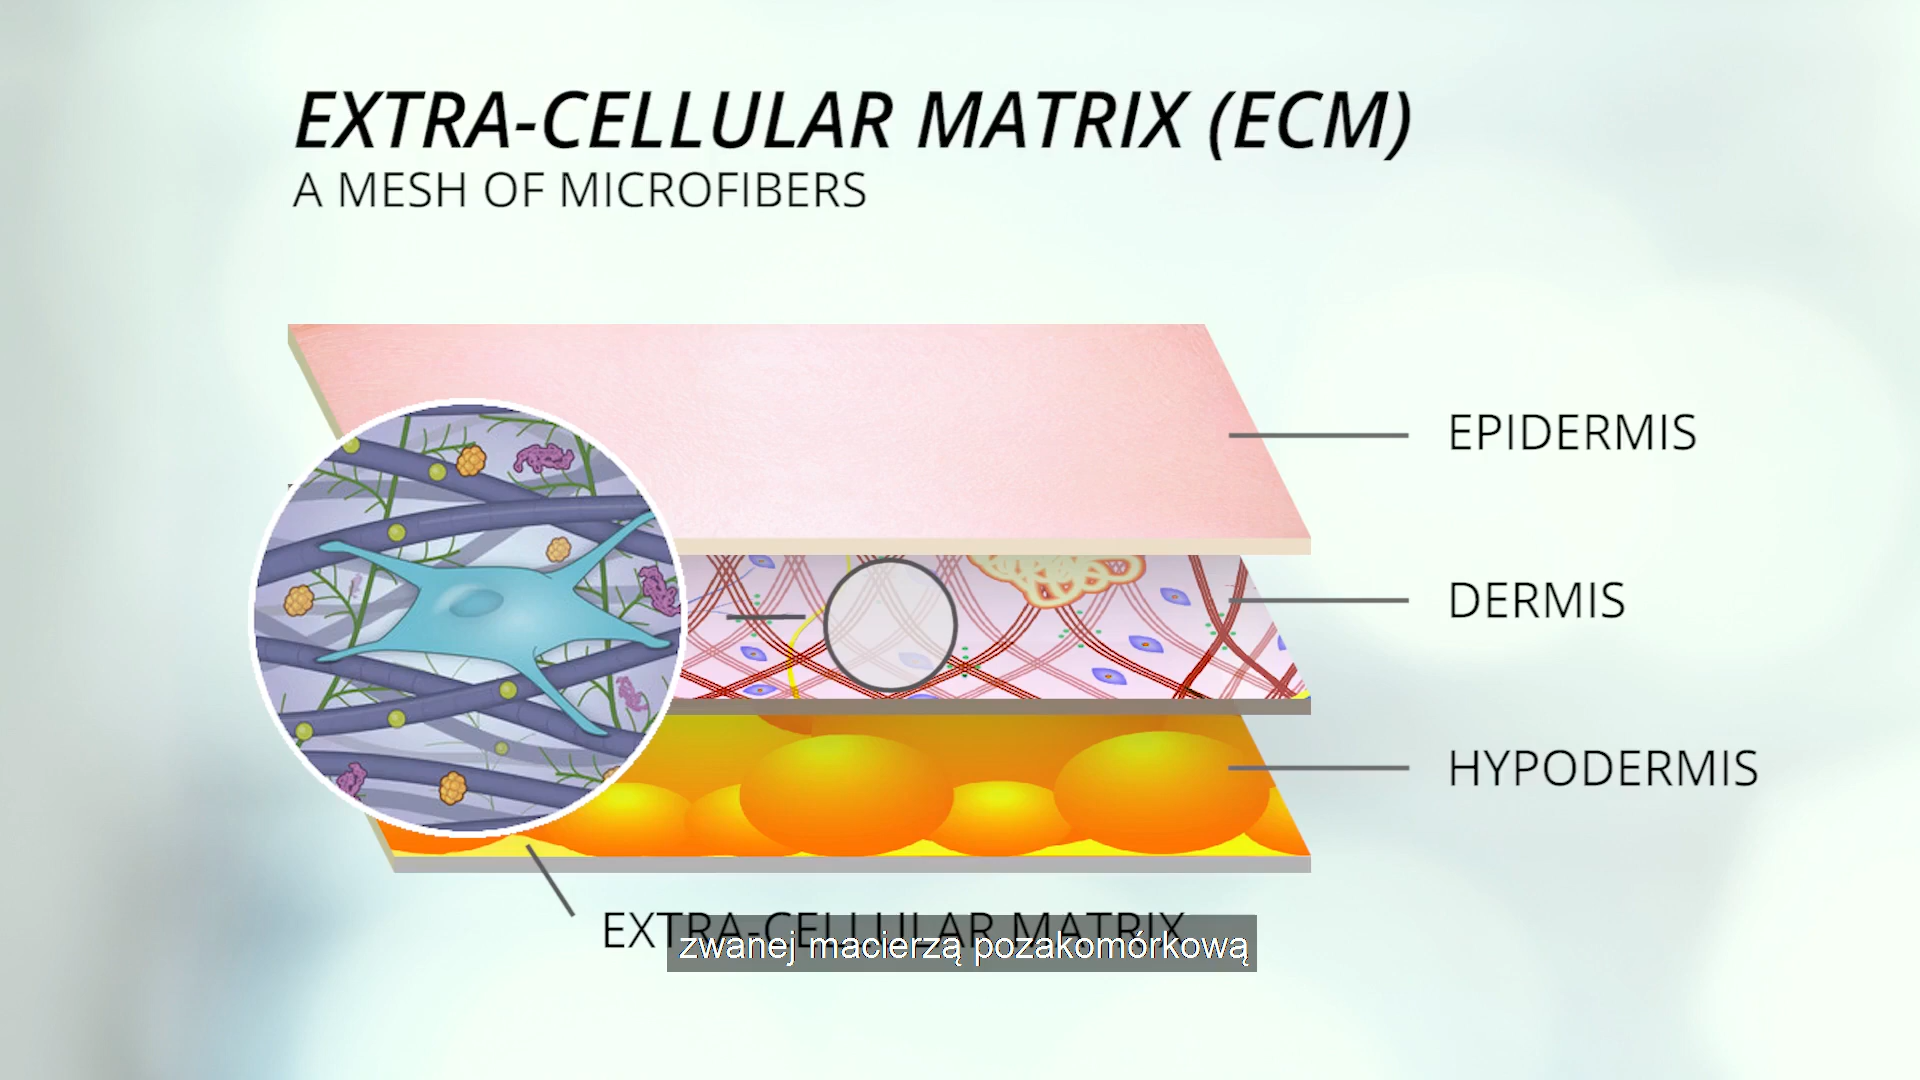 EXTRA-CELLULAR MATRIX (ECM)
A MESH OF MICROFIBERS
EPIDERMIS
DERMIS
HYPODERMIS
EXTRA-CELLULAR MATRIX
zwanej macierzą pozakomórkową